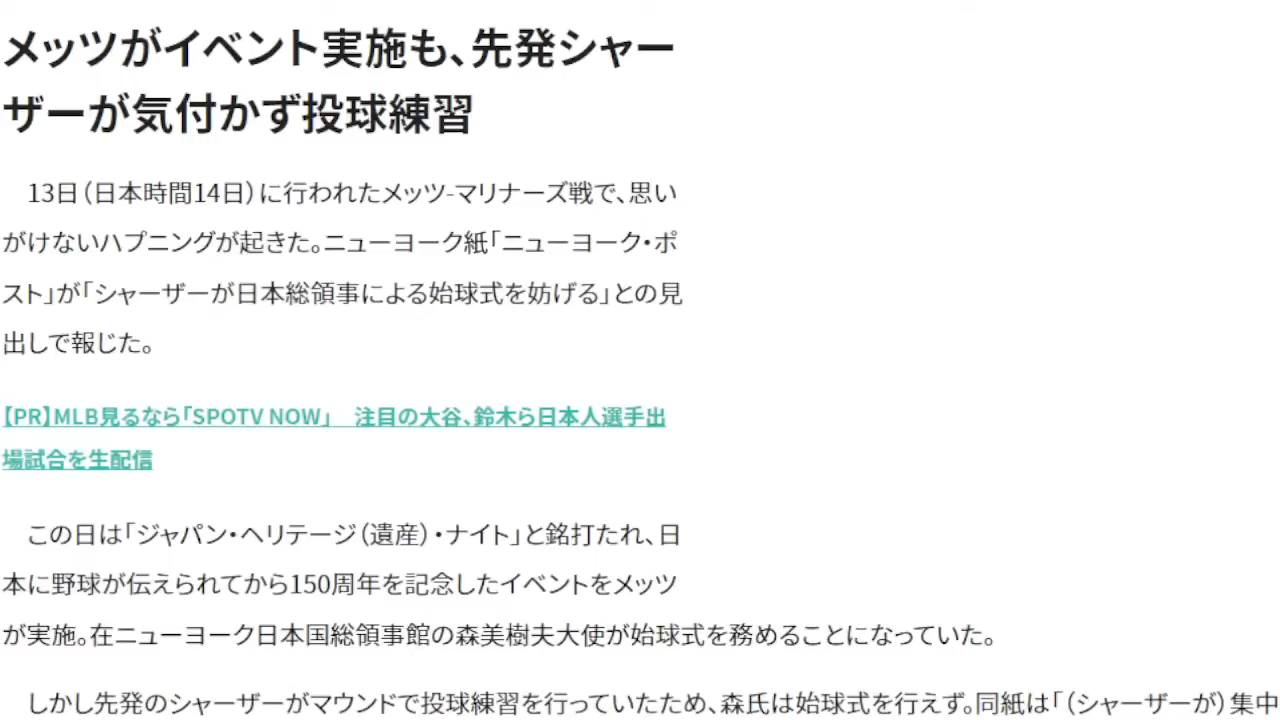 メッツがイベント実施も、先発シャー
ザーが気付かず投球練習
13日（日本時間14日）に行われたメッツ-マリナーズ戦で、思い
がけないハプニングが起きた。ニューヨーク紙「ニューヨーク・ポ
スト」が「シャーザーが日本総領事による始球式を妨げる」との見
出しで報じた。
【PR】MLB見るなら「SPOTV NOW」 注目の大谷、鈴木ら日本人選手出
場試合を生配信
この日は「ジャパン・ヘリテージ（遺産）・ナイト」と銘打たれ、日
本に野球が伝えられてから150周年を記念したイベントをメッツ
が実施。在ニューヨーク日本国総領事館の森美樹夫大使が始球式を務めることになっていた。
しかし先発のシャーザーがマウンドで投球練習を行っていたため、森氏は始球式を行えず。同紙は「（シャーザーが）集中